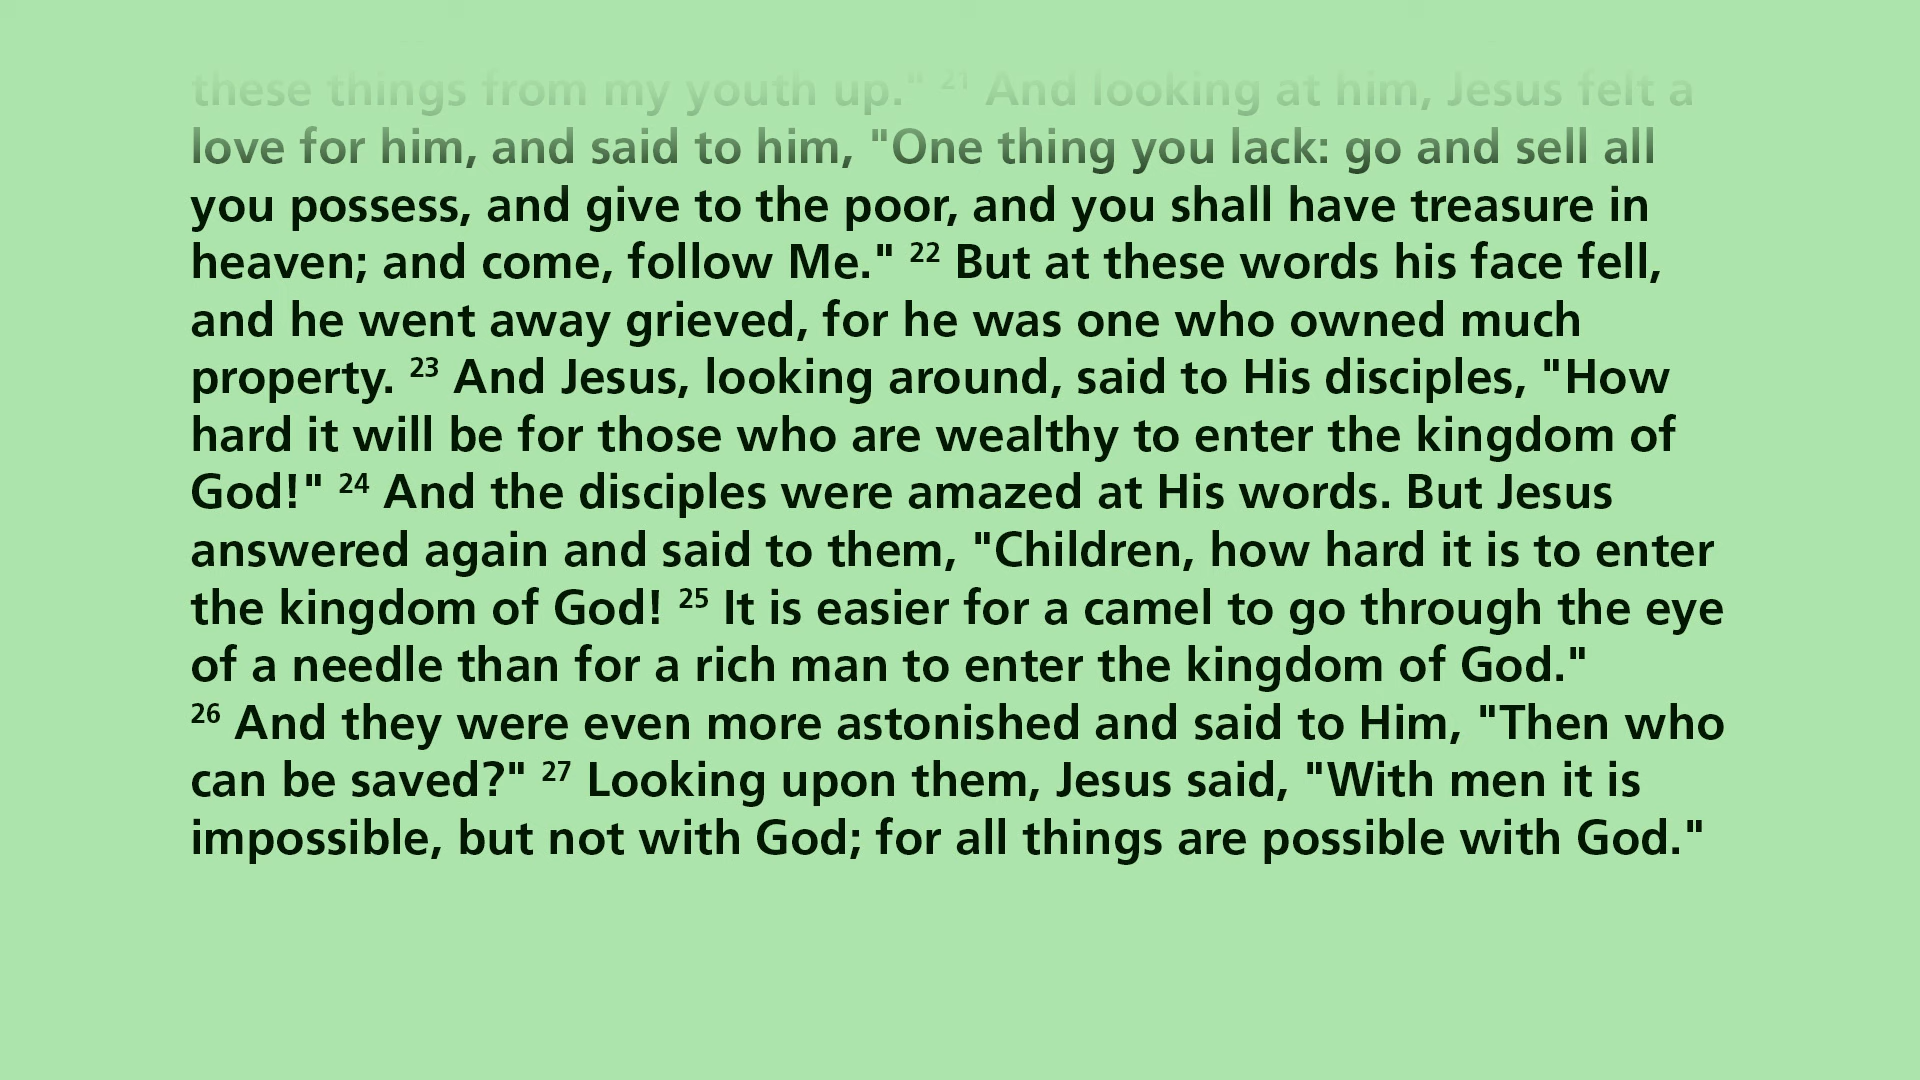 these things from my youth up." 21 And looking at him, Jesus felt a
love for him, and said to him, "One thing you lack: go and sell all
you possess, and give to the poor, and you shall have treasure in
heaven; and come, follow Me." 22 But at these words his face fell,
and he went away grieved, for he was one who owned much
property. 23 And Jesus, looking around, said to His disciples, "How
hard it will be for those who are wealthy to enter the kingdom of
God!" 24 And the disciples were amazed at His words. But Jesus
answered again and said to them, "Children, how hard it is to enter
the kingdom of God! 25 It is easier for a camel to go through the eye
of a needle than for a rich man to enter the kingdom of God."
26 And they were even more astonished and said to Him, "Then who
can be saved?" 27 Looking upon them, Jesus said, "With men it is
impossible, but not with God; for all things are possible with God."